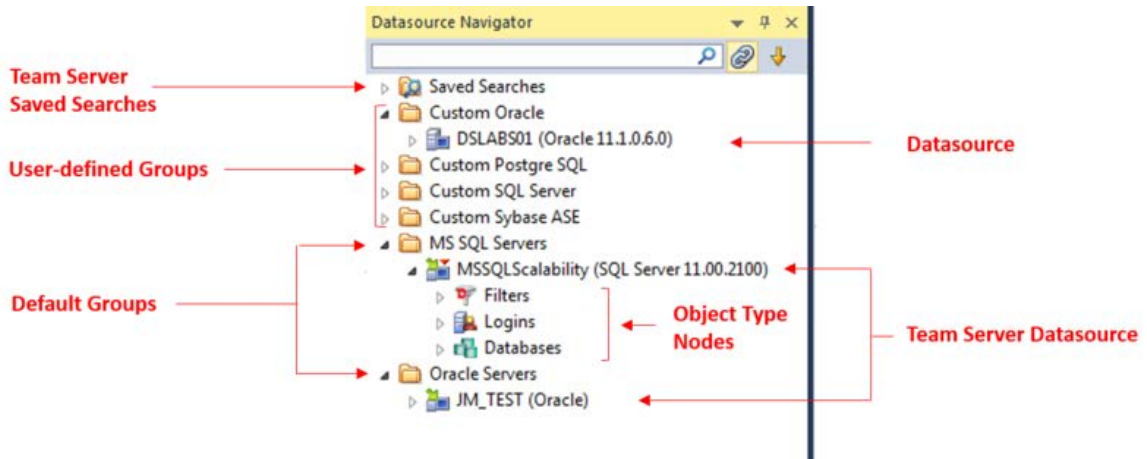 Datasource Navigator
Team Server
Saved Searches
Saved Searches
Custom Oracle
DSLABS01 (Oracle 11.1.0.6.0)
Datasource
User-defined Groups
Custom Postgre SQL
Custom SQL Server
Custom Sybase ASE
MS SQL Servers
MSSQLScalability (SQL Server 11.00.2100)
Default Groups
Filters
Logins
Databases
Object Type
Nodes
Team Server Datasource
Oracle Servers
JM_TEST (Oracle)